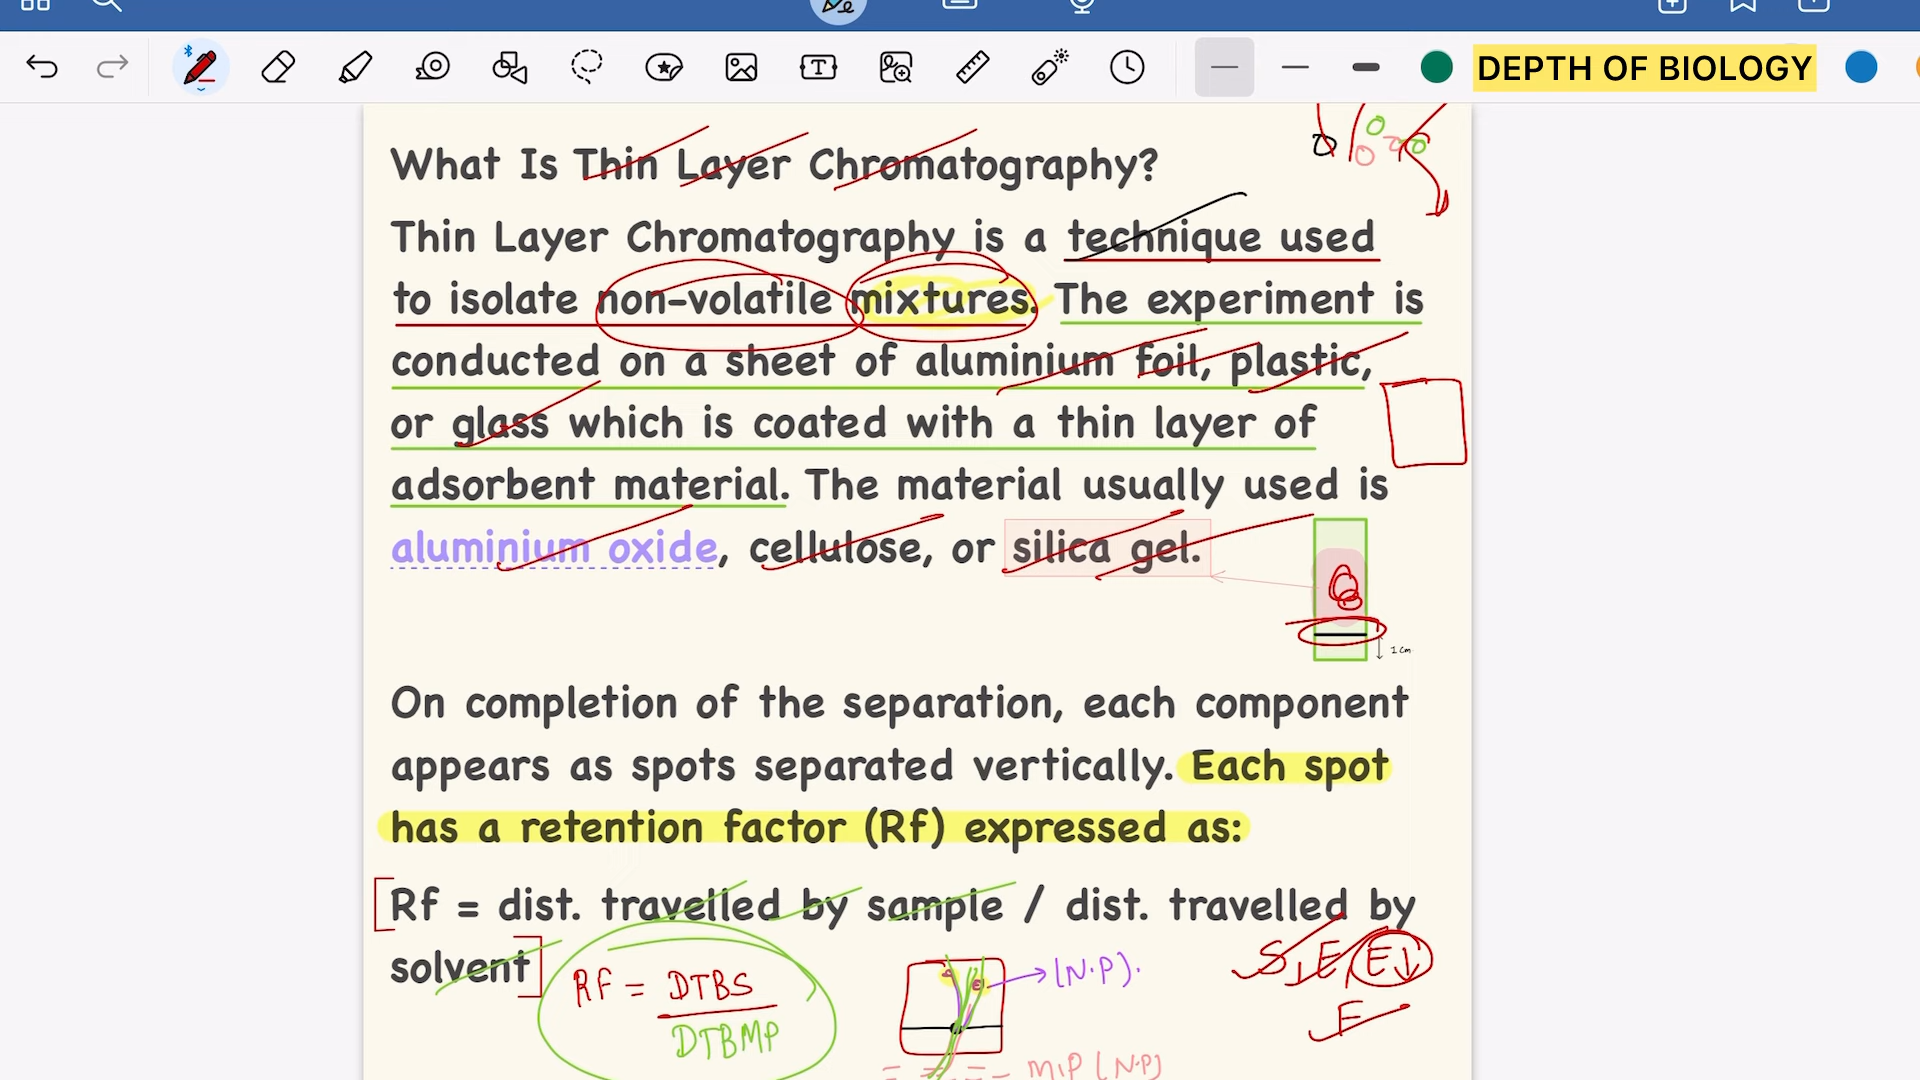 DEPTH OF BIOLOGY
What Is Thin Layer Chromatography?
Thin Layer Chromatography is a technique used
to isolate non-volatile mixtures. The experiment is
conducted on a sheet of aluminium foil, plastic,
or glass which is coated with a thin layer of
adsorbent material. The material usually used is
aluminium oxide, cellulose, or silica gel.
1 cm
On completion of the separation, each component
appears as spots separated vertically. Each spot
has a retention factor (Rf) expressed as:
Rf = dist. travelled by sample / dist. travelled by
solvent
RF = DTBS
DTBMP
(N.P).
S, E, E↓
F
M.P (N.P)